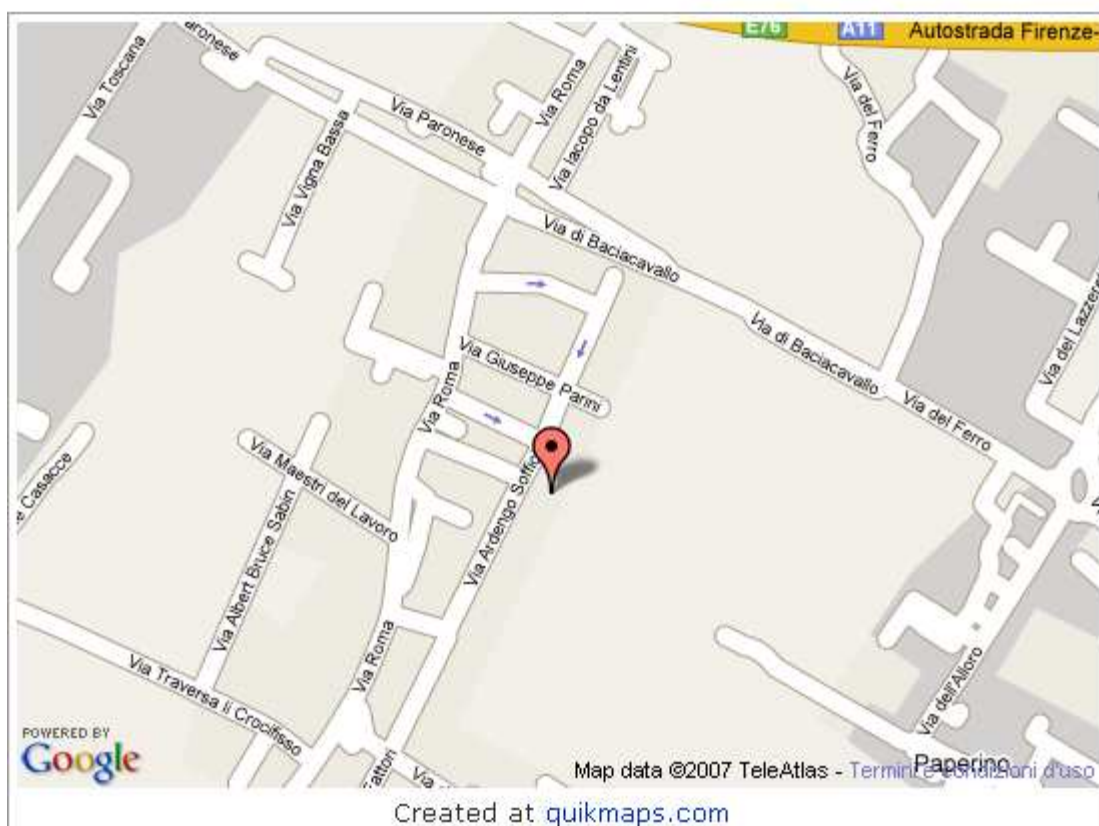 E76
A11
Autostrada Firenze-
aronese
Via Toscana
Via Roma
Via Iacopo da Lentini
Via del Ferro
Via Paronese
Via Vigna Bassa
Via di Baciacavallo
Via del Lazzeret
Via Giuseppe Parini
Via di Baciacavallo
Via Roma
Via del Ferro
e Casacce
Via Maestri del Lavoro
Via Ardengo Soffic
Via Albert Bruce Sabin
Via Roma
Via Traversa Ii Crocifisso
Via dell'Alloro
Fattori
POWERED BY
Google
Paperino
Map data ©2007 TeleAtlas - Termini e condizioni d'uso
Created at quikmaps.com